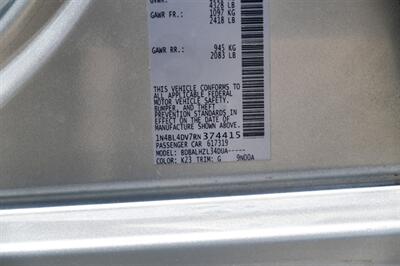 4328 LB
GAWR FR.: 1097 KG
2418 LB
GAWR RR.: 945 KG
2083 LB
THIS VEHICLE CONFORMS TO
ALL APPLICABLE FEDERAL
MOTOR VEHICLE SAFETY,
BUMPER, AND THEFT
PREVENTION STANDARDS IN
EFFECT ON THE DATE OF
MANUFACTURE SHOWN ABOVE.
1N4BL4DV7RN374415
PASSENGER CAR 617319
MODEL: BDBALHZL34DUA-----
COLOR: K23 TRIM: G 9N00A